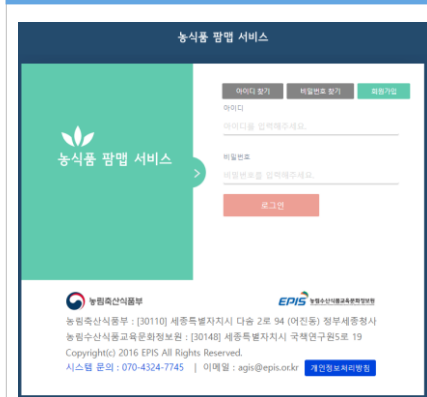 농식품 팜맵 서비스
아이디 찾기 비밀번호 찾기 회원가입
아이디
아이디를 입력해주세요.
농식품 팜맵 서비스
비밀번호
비밀번호를 입력해주세요.
로그인
농림축산식품부 EPIS 농림수산식품교육문화정보원
농림축산식품부 : [30110] 세종특별자치시 다솜 2로 94 (어진동) 정부세종청사
농림수산식품교육문화정보원 : [30148] 세종특별자치시 국책연구원5로 19
Copyright(c) 2016 EPIS All Rights Reserved.
시스템 문의 : 070-4324-7745 | 이메일 : agis@epis.or.kr 개인정보처리방침